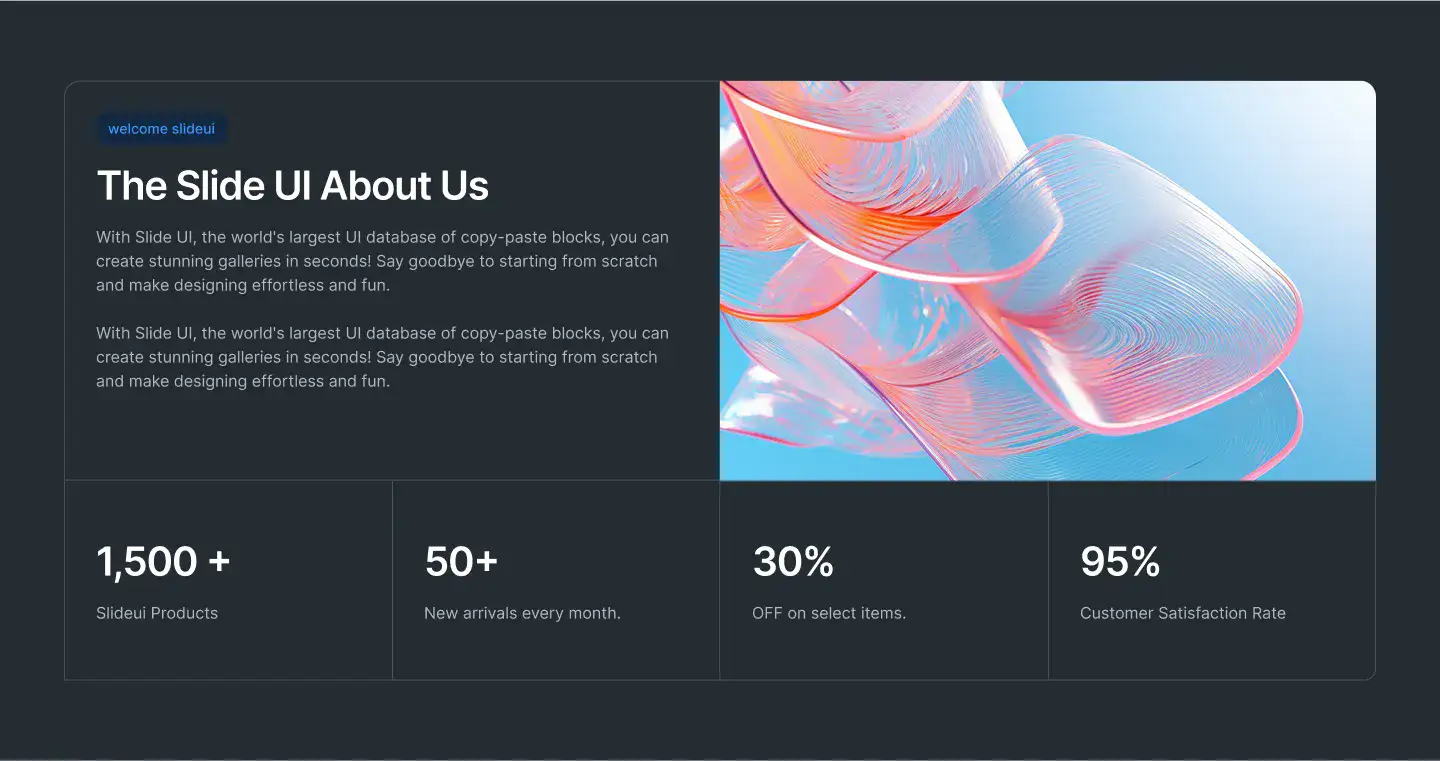 welcome slideui
The Slide UI About Us
With Slide UI, the world's largest UI database of copy-paste blocks, you can
create stunning galleries in seconds! Say goodbye to starting from scratch
and make designing effortless and fun.
With Slide UI, the world's largest UI database of copy-paste blocks, you can
create stunning galleries in seconds! Say goodbye to starting from scratch
and make designing effortless and fun.
1,500 +
Slideui Products
50+
New arrivals every month.
30%
OFF on select items.
95%
Customer Satisfaction Rate